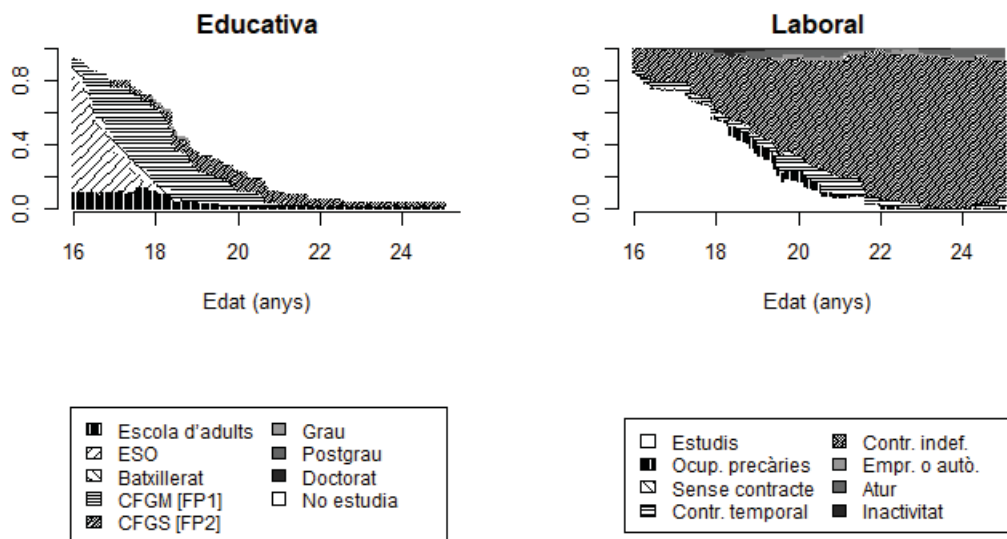 Educativa
0.0 0.4 0.8
16 18 20 22 24
Edat (anys)
Escola d'adults
ESO
Batxillerat
CFGM [FP1]
CFGS [FP2]
Grau
Postgrau
Doctorat
No estudia
Laboral
0.0 0.4 0.8
16 18 20 22 24
Edat (anys)
Estudis
Ocup. precàries
Sense contracte
Contr. temporal
Contr. indef.
Empr. o autò.
Atur
Inactivitat